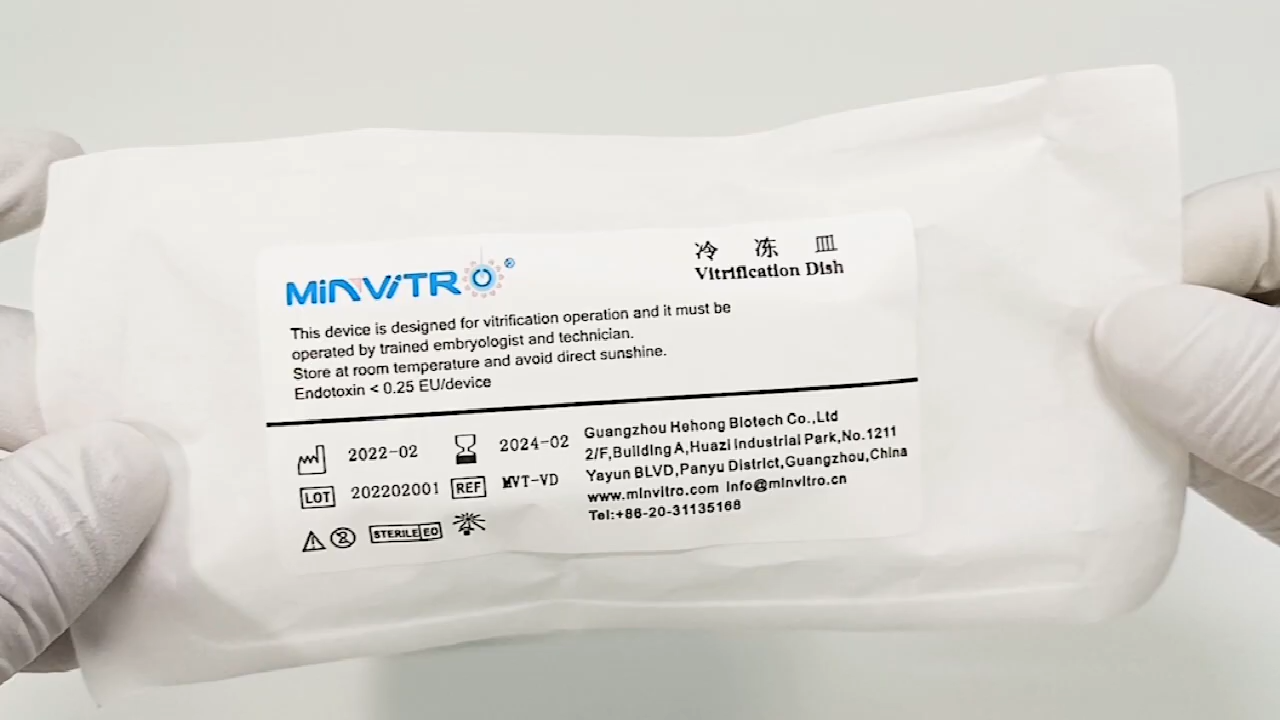 MiNViTRO®
冷冻皿
Vitrification Dish
This device is designed for vitrification operation and it must be
operated by trained embryologist and technician.
Store at room temperature and avoid direct sunshine.
Endotoxin < 0.25 EU/device
2022-02
2024-02
LOT 202202001
REF MVT-VD
STERILE EO
Guangzhou Hehong Biotech Co.,Ltd
2/F,Building A,Huazi Industrial Park,No.1211
Yayun BLVD,Panyu District,Guangzhou,China
www.minvitro.com Info@minvitro.cn
Tel:+86-20-31135168